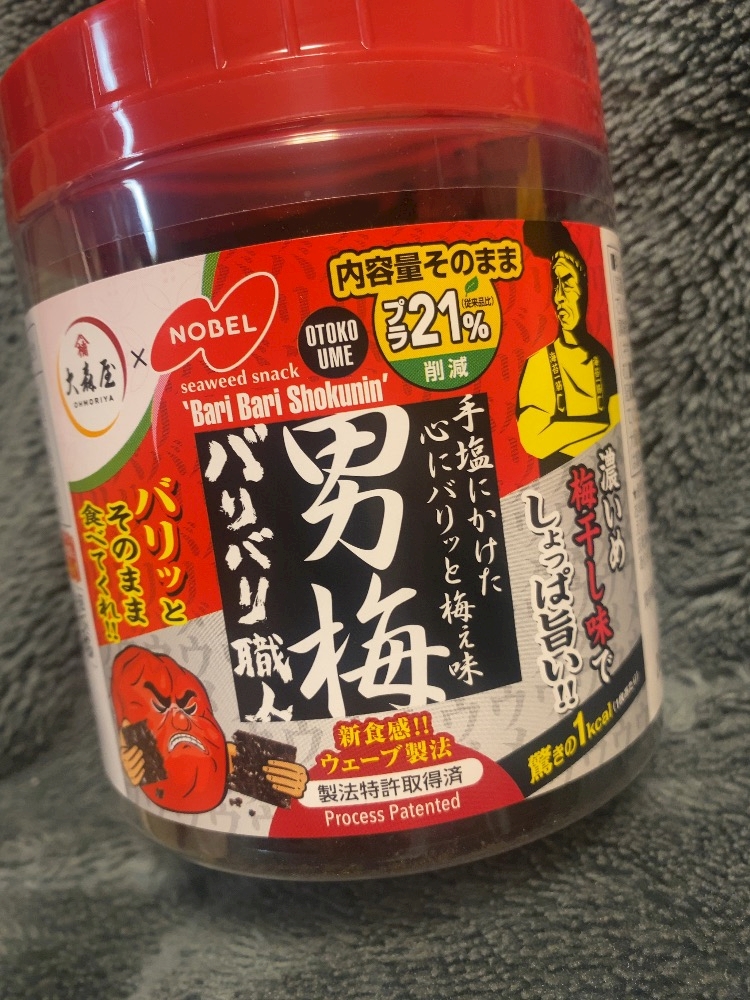 内容量そのまま
プラ21%
(従来品比)
削減
大森屋
OHMORIYA
×
NOBEL
OTOKO
UME
seaweed snack
'Bari Bari Shokunin'
男梅
バリバリ職人
手塩にかけた
心にバリッと梅ぇ味
濃いめ
梅干し味で
しょっぱ旨い!!
バリッと
そのまま
食べてくれ!!
新食感!!
ウェーブ製法
製法特許取得済
Process Patented
驚きの1kcal